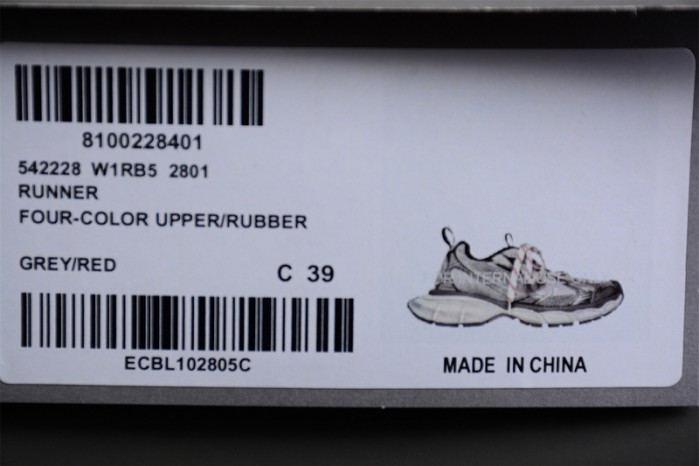 8100228401
542228 W1RB5 2801
RUNNER
FOUR-COLOR UPPER/RUBBER
GREY/RED
C 39
ECBL102805C
MADE IN CHINA